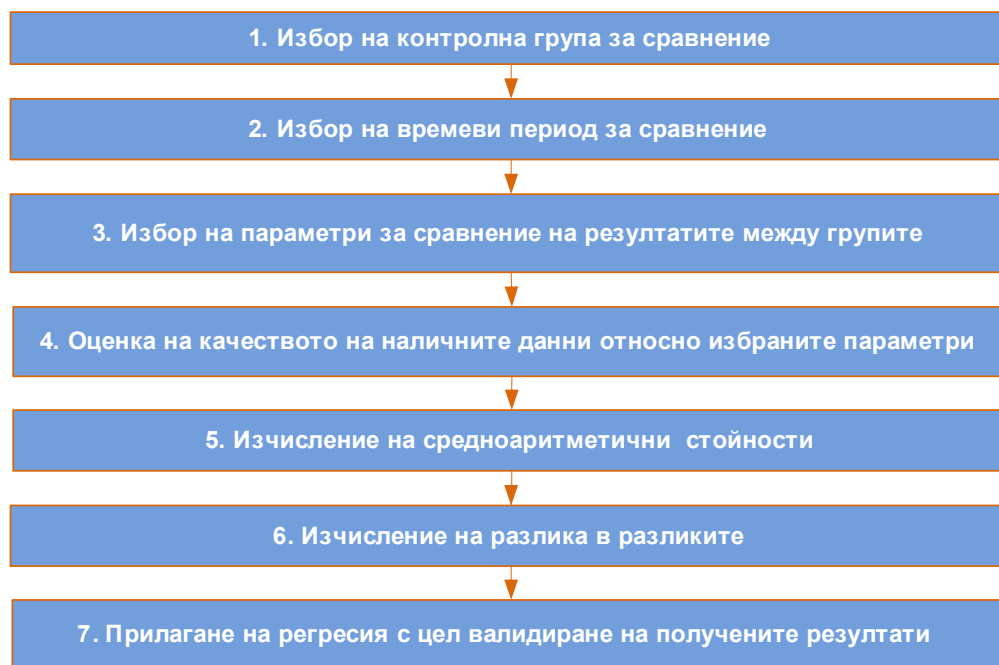 1. Избор на контролна група за сравнение
2. Избор на времеви период за сравнение
3. Избор на параметри за сравнение на резултатите между групите
4. Оценка на качеството на наличните данни относно избраните параметри
5. Изчисление на средноаритметични  стойности
6. Изчисление на разлика в разликите
7. Прилагане на регресия с цел валидиране на получените резултати